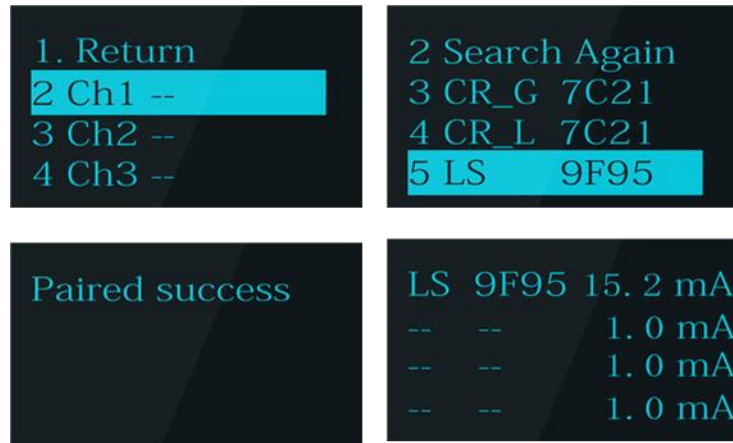 1. Return
2 Ch1 --
3 Ch2 --
4 Ch3 --
2 Search Again
3 CR_G 7C21
4 CR_L 7C21
5 LS 9F95
Paired success
LS 9F95 15. 2 mA
-- -- 1. 0 mA
-- -- 1. 0 mA
-- -- 1. 0 mA